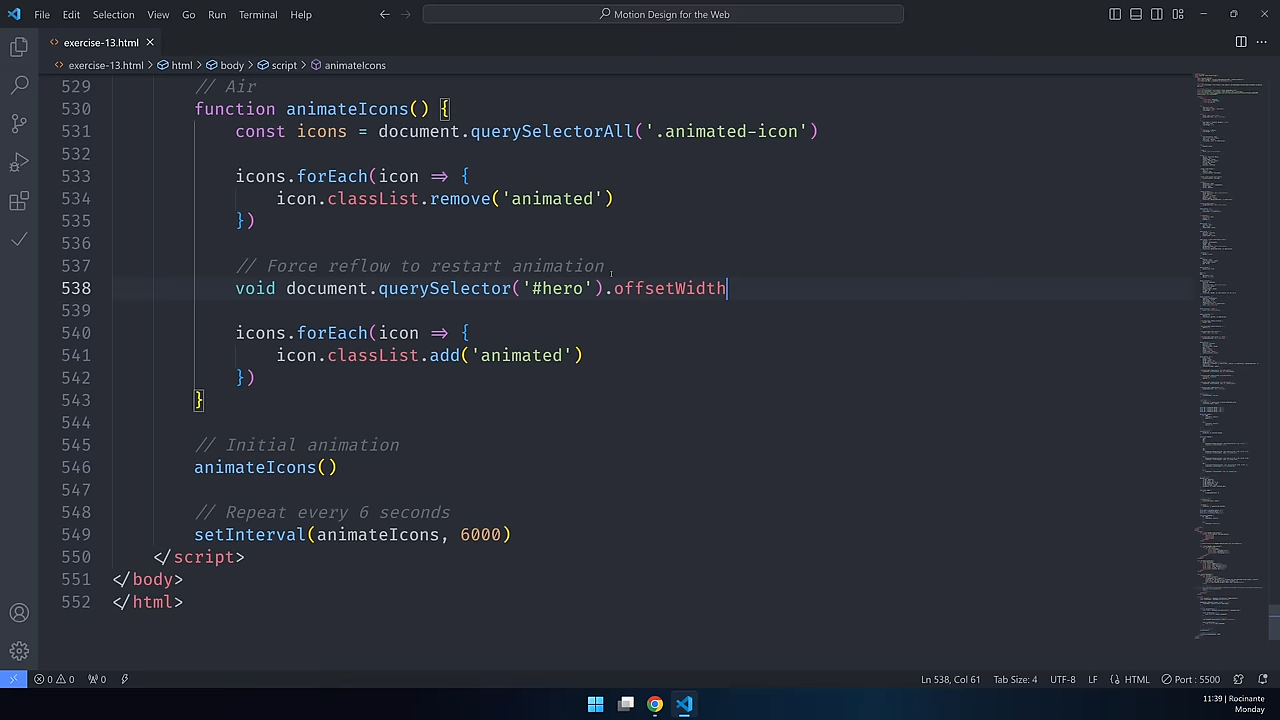 File Edit Selection View Go Run Terminal Help
Motion Design for the Web
exercise-13.html
exercise-13.html > html > body > script > animateIcons
529 // Air
530 function animateIcons() {
531 const icons = document.querySelectorAll('.animated-icon')
532
533 icons.forEach(icon => {
534 icon.classList.remove('animated')
535 })
536
537 // Force reflow to restart animation
538 void document.querySelector('#hero').offsetWidth
539
540 icons.forEach(icon => {
541 icon.classList.add('animated')
542 })
543 }
544
545 // Initial animation
546 animateIcons()
547
548 // Repeat every 6 seconds
549 setInterval(animateIcons, 6000)
550 </script>
551 </body>
552 </html>
0 0 0 Ln 538, Col 61 Tab Size: 4 UTF-8 LF HTML Port : 5500
11:39 | Rocinante
Monday